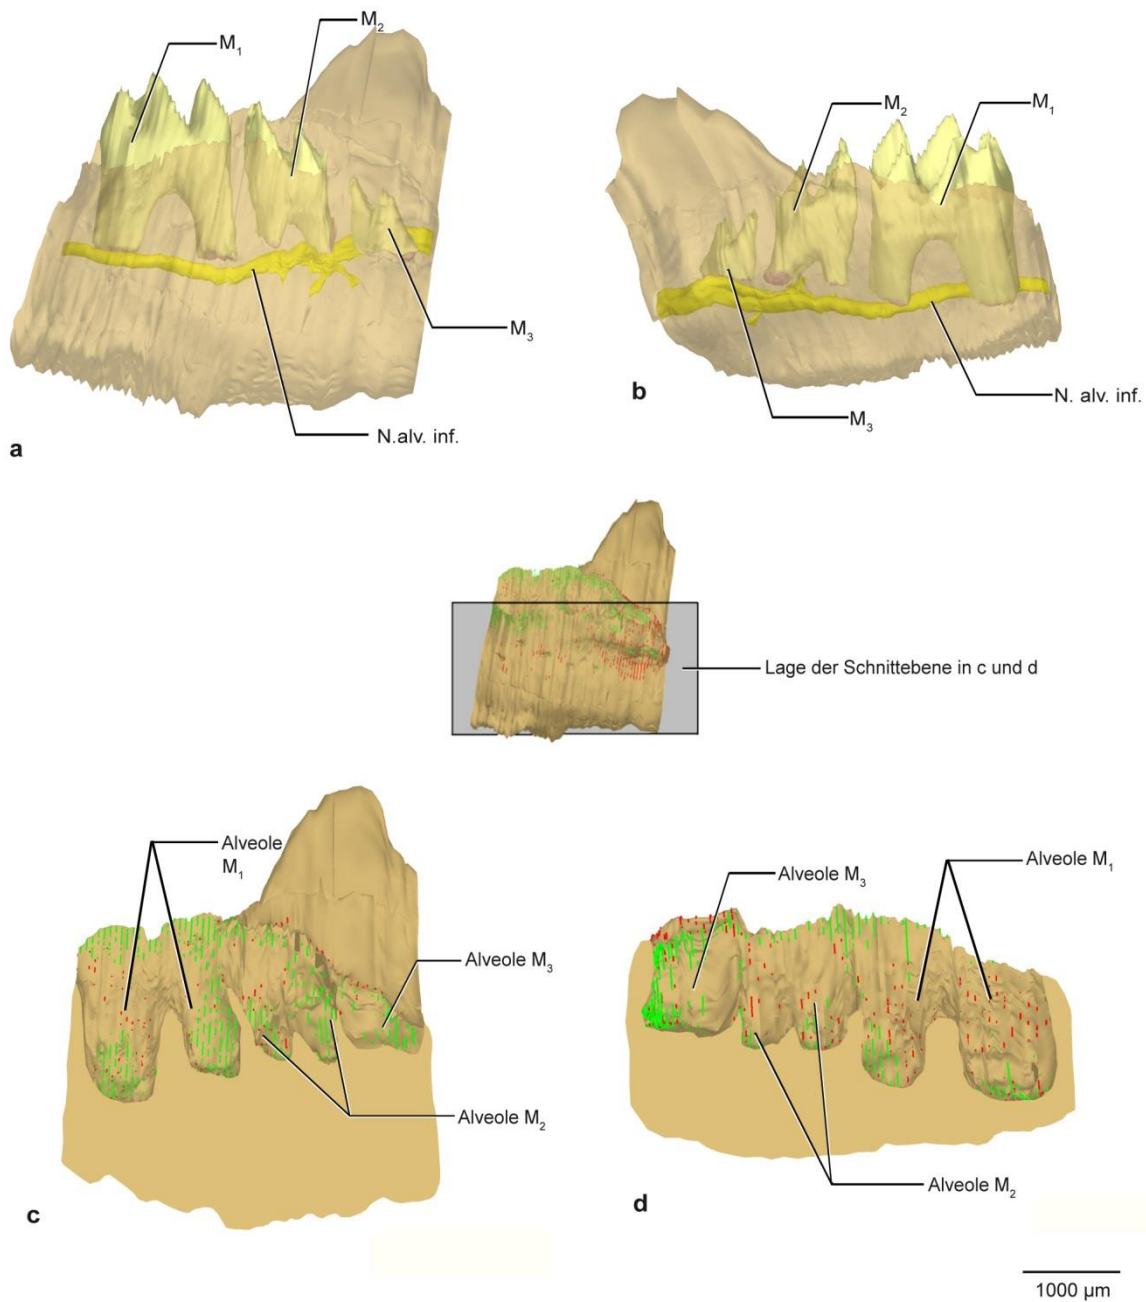 M₁
M₂
M₃
N.alv. inf.
a
M₂
M₁
N. alv. inf.
M₃
b
Lage der Schnittebene in c und d
Alveole
M₁
Alveole M₃
Alveole M₂
c
Alveole M₃
Alveole M₁
Alveole M₂
d
1000 µm